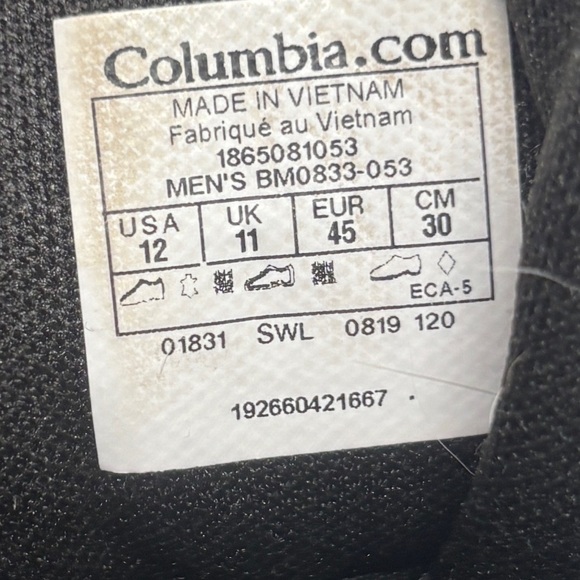 Columbia.com
MADE IN VIETNAM
Fabriqué au Vietnam
1865081053
MEN'S BM0833-053
USA UK EUR CM
12 11 45 30
ECA-5
01831 SWL 0819 120
192660421667